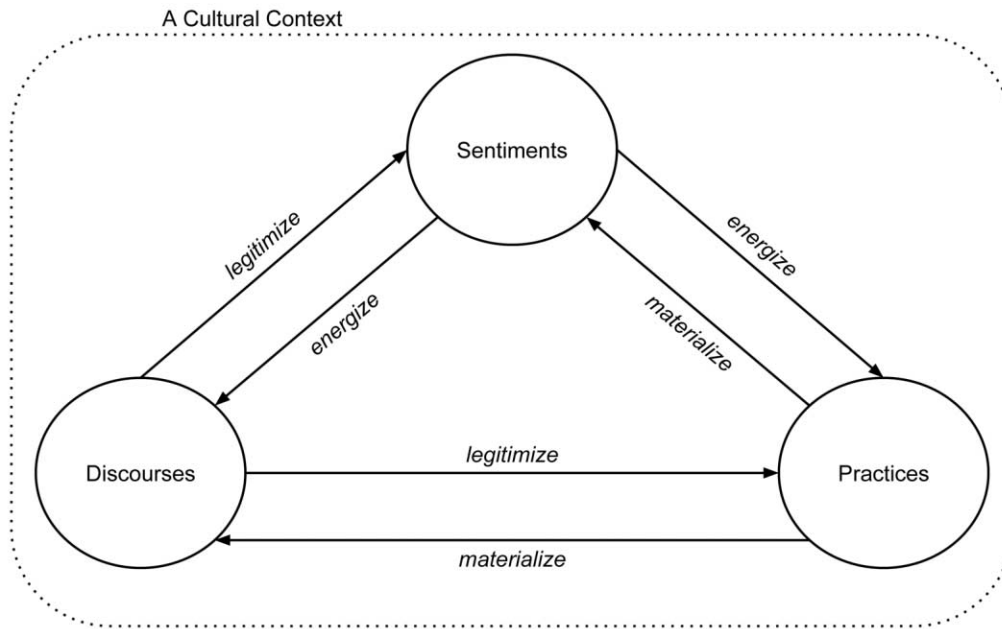 A Cultural Context
Sentiments
legitimize
energize
energize
materialize
Discourses
legitimize
Practices
materialize